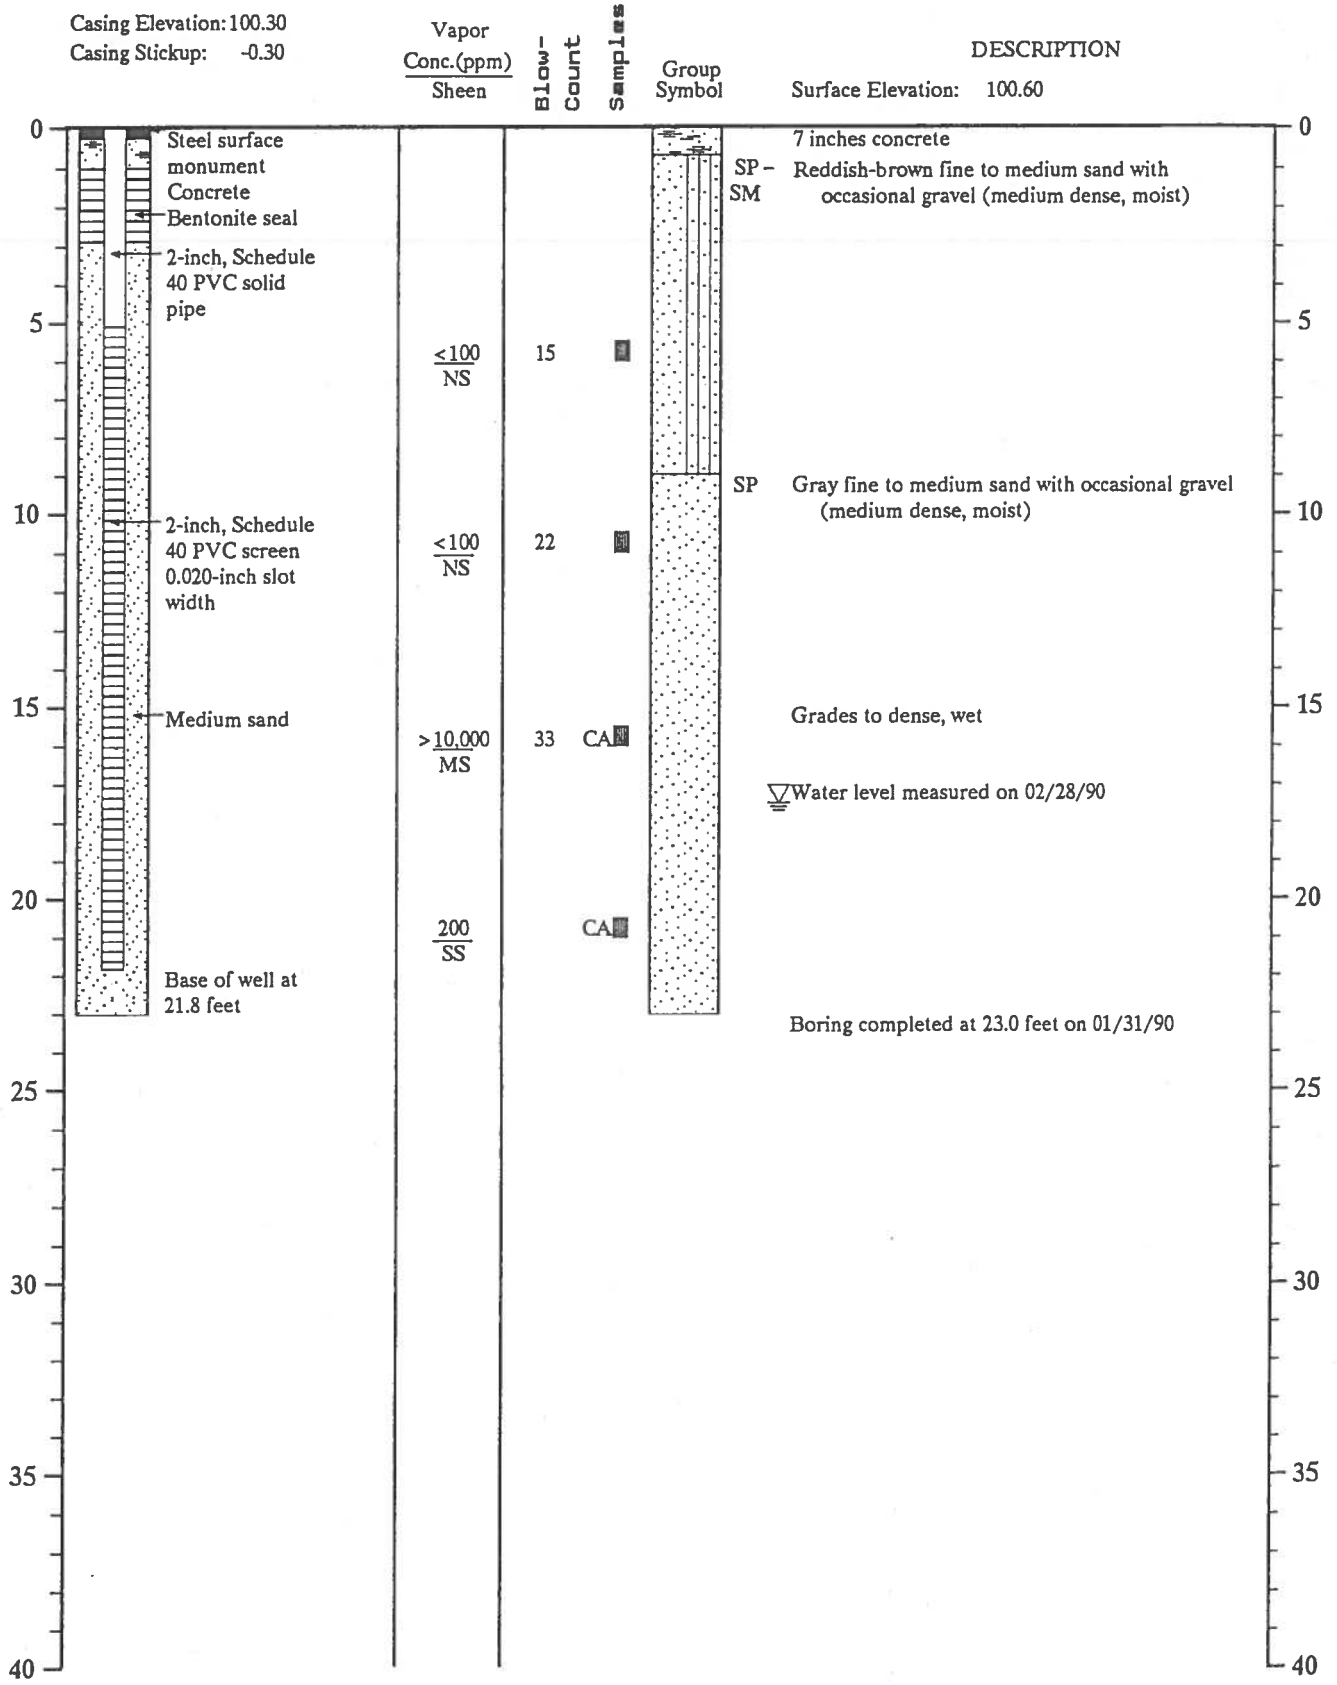 Casing Elevation: 100.30
Casing Stickup: -0.30
Vapor
Conc.(ppm)
Sheen
Blow-
Count
Samples
Group
Symbol
DESCRIPTION
Surface Elevation: 100.60
0
Steel surface
monument
Concrete
Bentonite seal
2-inch, Schedule
40 PVC solid
pipe
7 inches concrete
SP-
SM
Reddish-brown fine to medium sand with
occasional gravel (medium dense, moist)
0
5
<100
NS
15
5
SP
Gray fine to medium sand with occasional gravel
(medium dense, moist)
10
2-inch, Schedule
40 PVC screen
0.020-inch slot
width
<100
NS
22
10
15
Medium sand
>10,000
MS
33
CA
Grades to dense, wet
15
Water level measured on 02/28/90
20
200
SS
CA
20
Base of well at
21.8 feet
Boring completed at 23.0 feet on 01/31/90
25
25
30
30
35
35
40
40